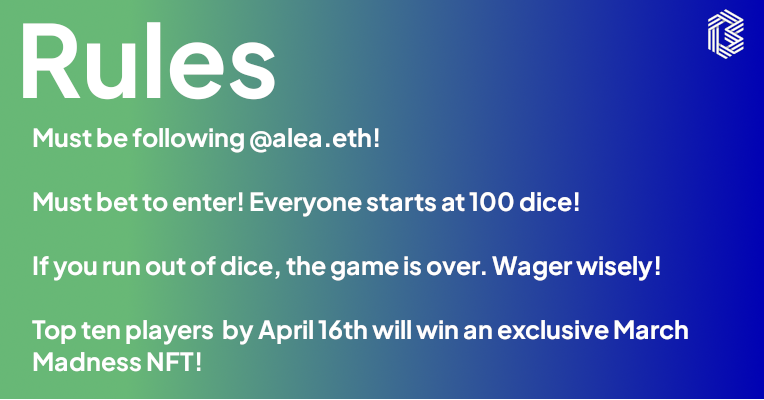 Rules
Must be following @alea.eth!
Must bet to enter! Everyone starts at 100 dice!
If you run out of dice, the game is over. Wager wisely!
Top ten players by April 16th will win an exclusive March
Madness NFT!